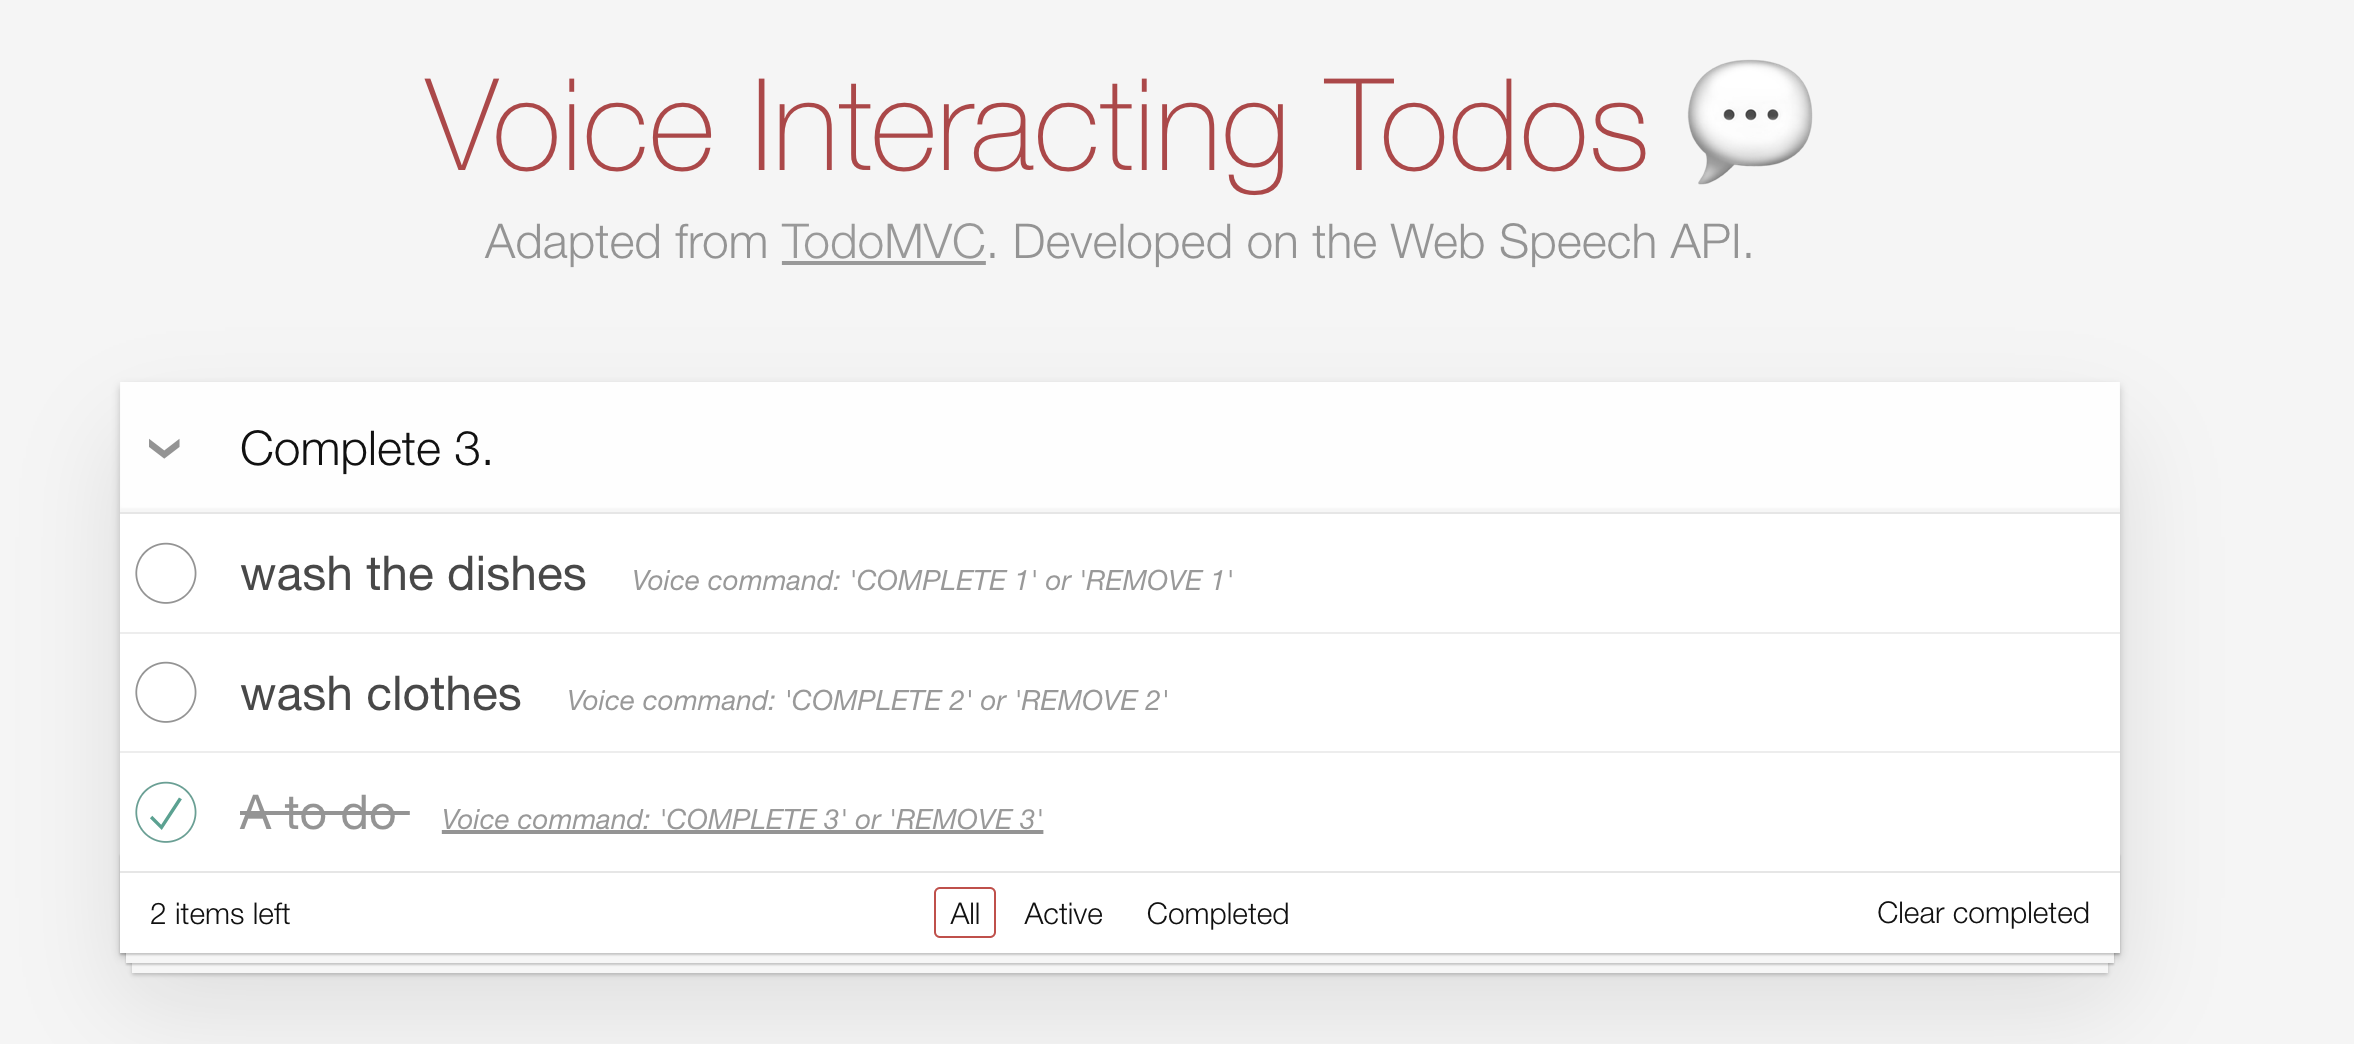 Voice Interacting Todos 💬
Adapted from TodoMVC. Developed on the Web Speech API.
Complete 3.
wash the dishes Voice command: 'COMPLETE 1' or 'REMOVE 1'
wash clothes Voice command: 'COMPLETE 2' or 'REMOVE 2'
A to do Voice command: 'COMPLETE 3' or 'REMOVE 3'
2 items left All Active Completed Clear completed